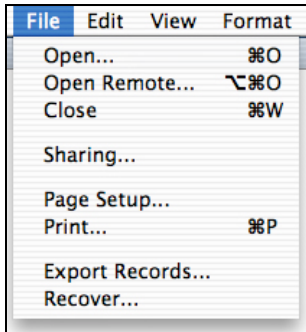 File Edit View Format
Open... ⌘O
Open Remote... ⌥⌘O
Close ⌘W
Sharing...
Page Setup...
Print... ⌘P
Export Records...
Recover...